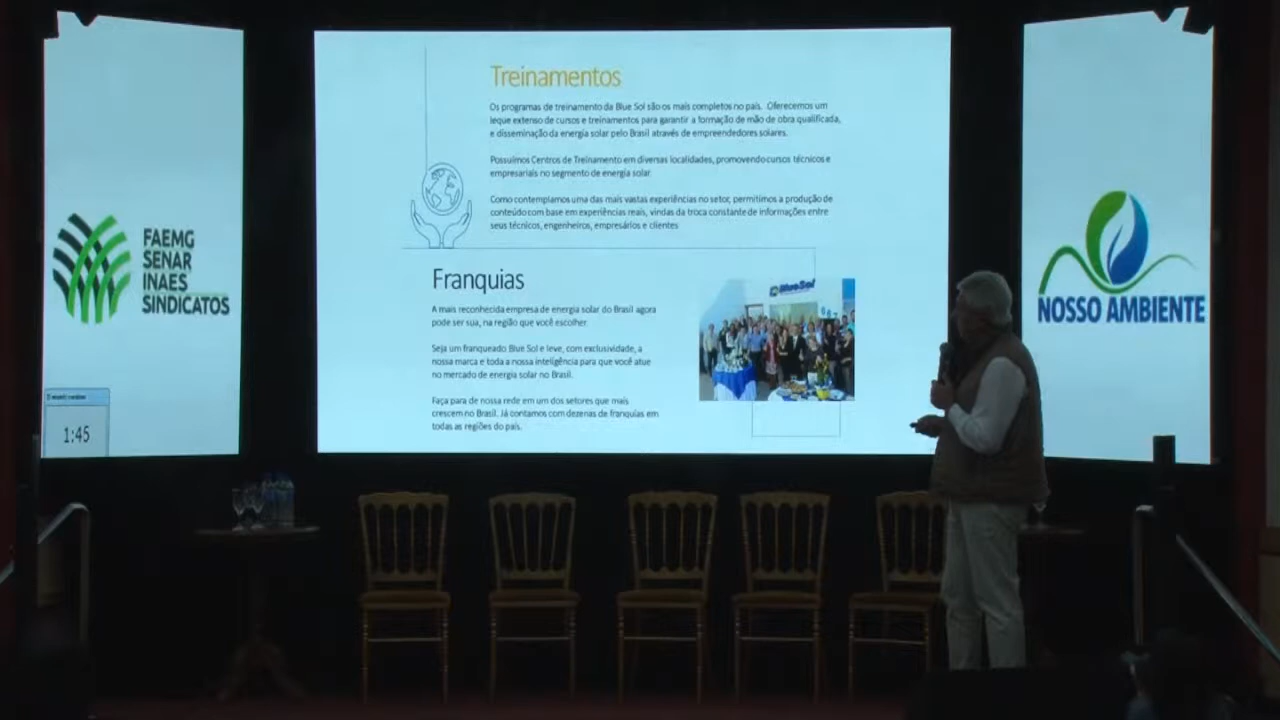 FAEMG
SENAR
INAES
SINDICATOS
1:45
Treinamentos
Os programas de treinamento da Blue Sol são os mais completos no país. Oferecemos um
leque extenso de cursos e treinamentos para garantir a formação de mão de obra qualificada,
e disseminação da energia solar pelo Brasil através de empreendedores solares.
Possuímos Centros de Treinamento em diversas localidades, promovendo cursos técnicos e
empresariais no segmento de energia solar.
Como contemplamos uma das mais vastas experiências no setor, permitimos a produção de
conteúdo com base em experiências reais, vindas da troca constante de informações entre
seus técnicos, engenheiros, empresários e clientes
Franquias
A mais reconhecida empresa de energia solar do Brasil agora
pode ser sua, na região que você escolher.
Seja um franqueado Blue Sol e leve, com exclusividade, a
nossa marca e toda a nossa inteligência para que você atue
no mercado de energia solar no Brasil.
Faça para de nossa rede em um dos setores que mais
crescem no Brasil. Já contamos com dezenas de franquias em
todas as regiões do país.
BlueSol
NOSSO AMBIENTE